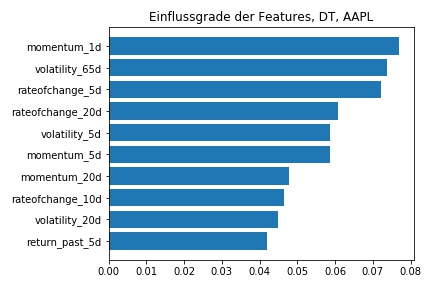 Einflussgrade der Features, DT, AAPL
momentum_1d
volatility_65d
rateofchange_5d
rateofchange_20d
volatility_5d
momentum_5d
momentum_20d
rateofchange_10d
volatility_20d
return_past_5d
0.00 0.01 0.02 0.03 0.04 0.05 0.06 0.07 0.08